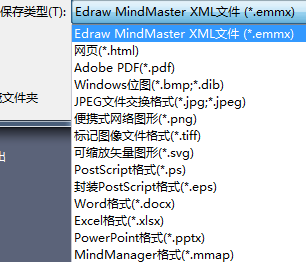 保存类型(T): Edraw MindMaster XML文件 (*.emmx)
Edraw MindMaster XML文件 (*.emmx)
网页(*.html)
Adobe PDF(*.pdf)
Windows位图(*.bmp;*.dib)
JPEG文件交换格式(*.jpg;*.jpeg)
便携式网络图形(*.png)
标记图像文件格式(*.tiff)
可缩放矢量图形(*.svg)
PostScript格式(*.ps)
封装PostScript格式(*.eps)
Word格式(*.docx)
Excel格式(*.xlsx)
PowerPoint格式(*.pptx)
MindManager格式(*.mmap)
文件夹
出